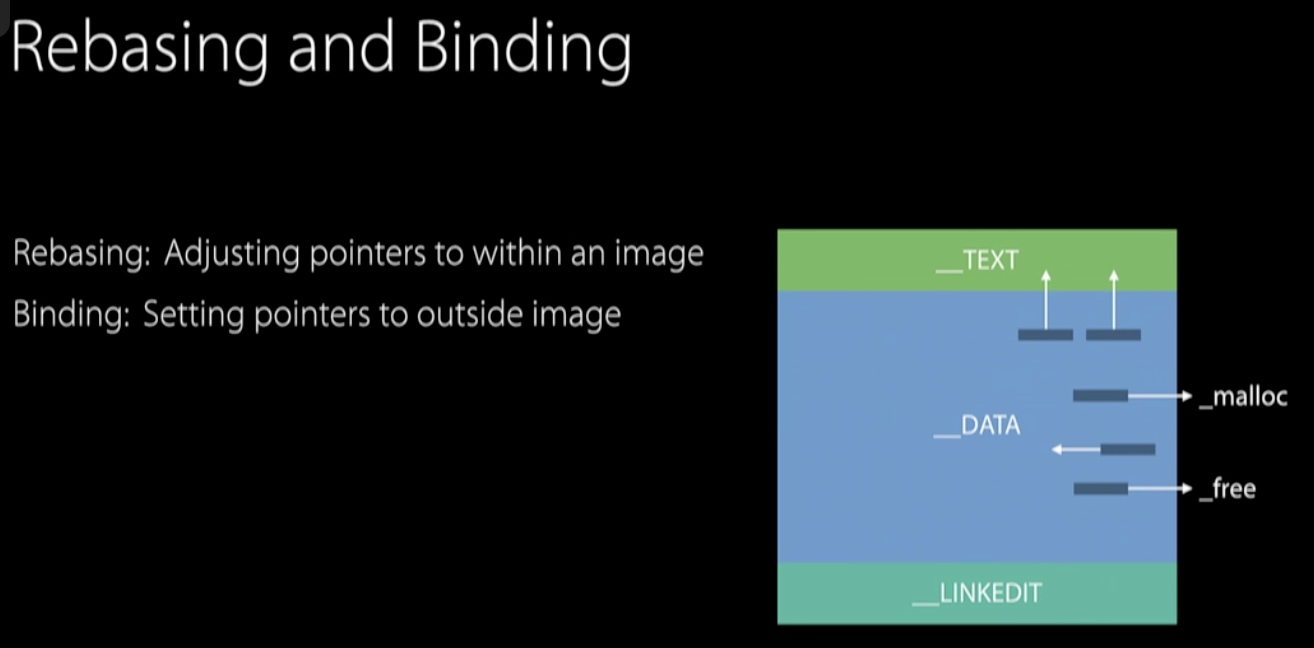 Rebasing and Binding
Rebasing: Adjusting pointers to within an image
Binding: Setting pointers to outside image
__TEXT
_malloc
__DATA
_free
__LINKEDIT